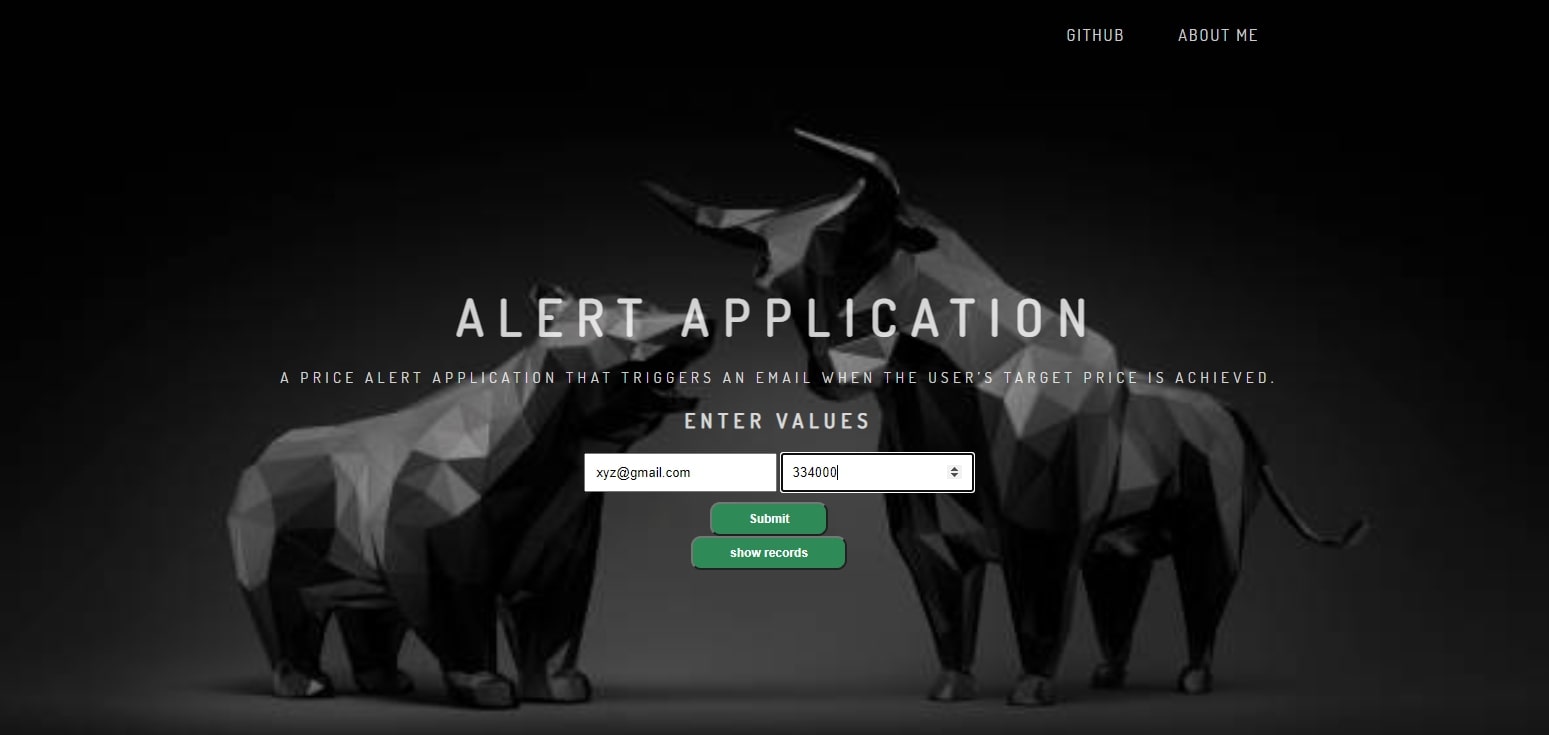 GITHUB ABOUT ME
ALERT APPLICATION
A PRICE ALERT APPLICATION THAT TRIGGERS AN EMAIL WHEN THE USER'S TARGET PRICE IS ACHIEVED.
ENTER VALUES
xyz@gmail.com 334000
Submit
show records